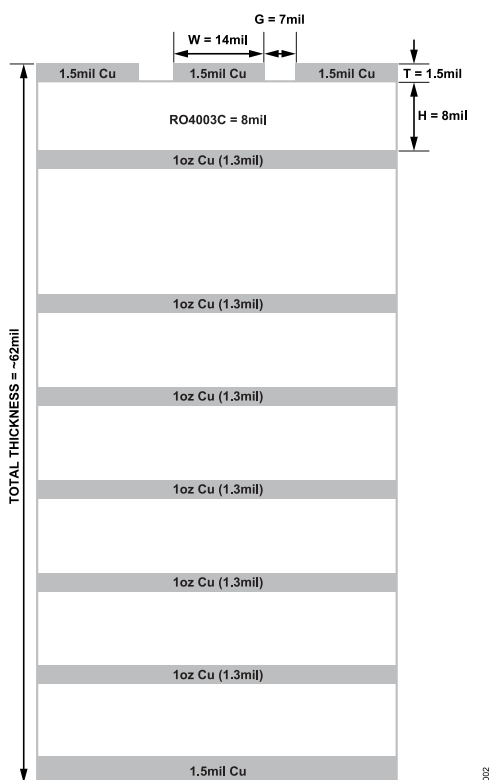 G = 7mil
W = 14mil
1.5mil Cu
1.5mil Cu
1.5mil Cu
T = 1.5mil
RO4003C = 8mil
H = 8mil
1oz Cu (1.3mil)
1oz Cu (1.3mil)
1oz Cu (1.3mil)
1oz Cu (1.3mil)
1oz Cu (1.3mil)
1oz Cu (1.3mil)
1.5mil Cu
TOTAL THICKNESS = ~62mil
002